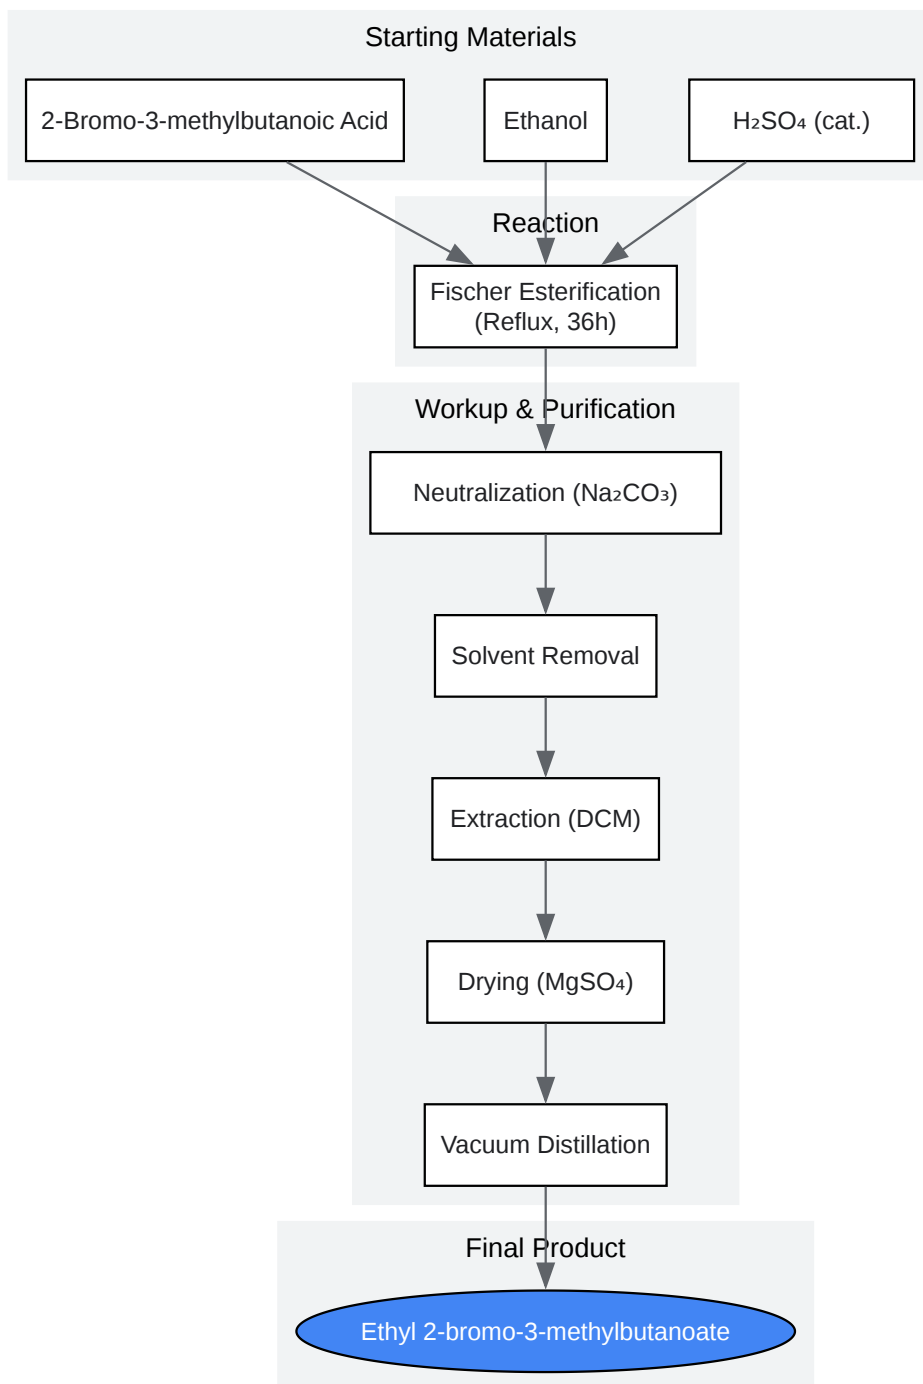 Starting Materials
2-Bromo-3-methylbutanoic Acid
Ethanol
H₂SO₄ (cat.)
Reaction
Fischer Esterification
(Reflux, 36h)
Workup & Purification
Neutralization (Na₂CO₃)
Solvent Removal
Extraction (DCM)
Drying (MgSO₄)
Vacuum Distillation
Final Product
Ethyl 2-bromo-3-methylbutanoate